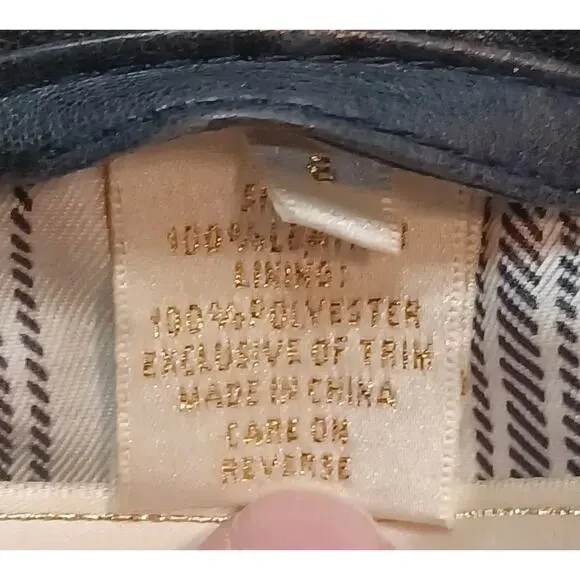 LINING:
100% POLYESTER
EXCLUSIVE OF TRIM
MADE IN CHINA
CARE ON
REVERSE